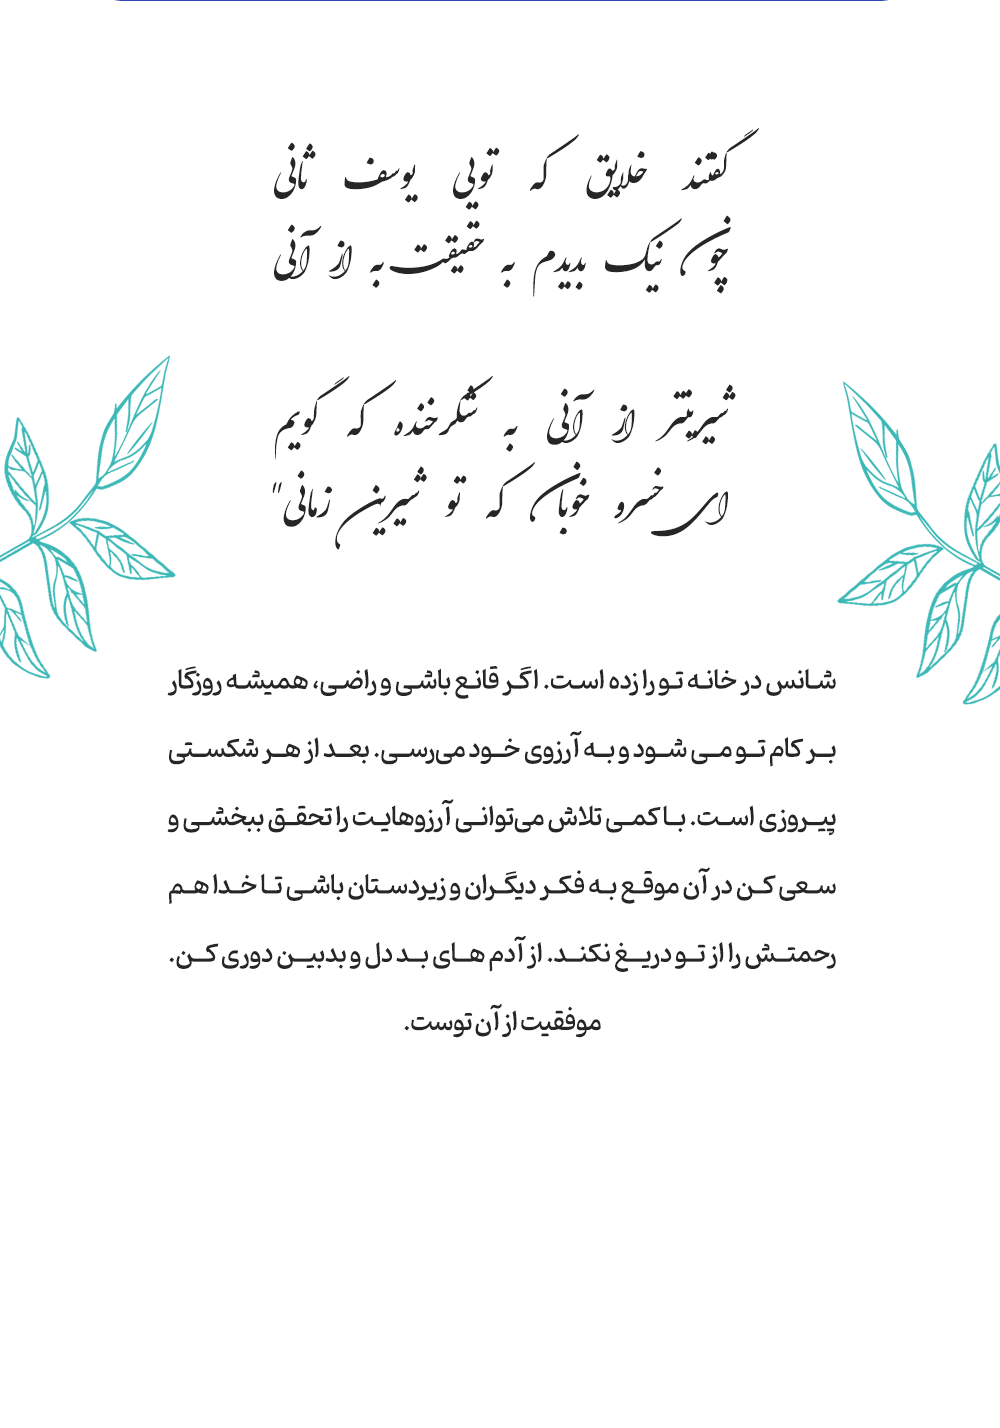 گفتند خلایق که تویی یوسف ثانی
چون نیک بدیدم به حقیقت به از آنی
شیرینتر از آنی به شکرخنده که گویم
ای خسرو خوبان که تو شیرین زمانی"
شانس در خانه تو را زده است. اگر قانع باشی و راضی، همیشه روزگار
بر کام تو می شود و به آرزوی خود می‌رسی. بعد از هر شکستی
پیروزی است. با کمی تلاش می‌توانی آرزوهایت را تحقق ببخشی و
سعی کن در آن موقع به فکر دیگران و زیردستان باشی تا خدا هم
رحمتش را از تو دریغ نکند. از آدم های بد دل و بدبین دوری کن.
موفقیت از آن توست.